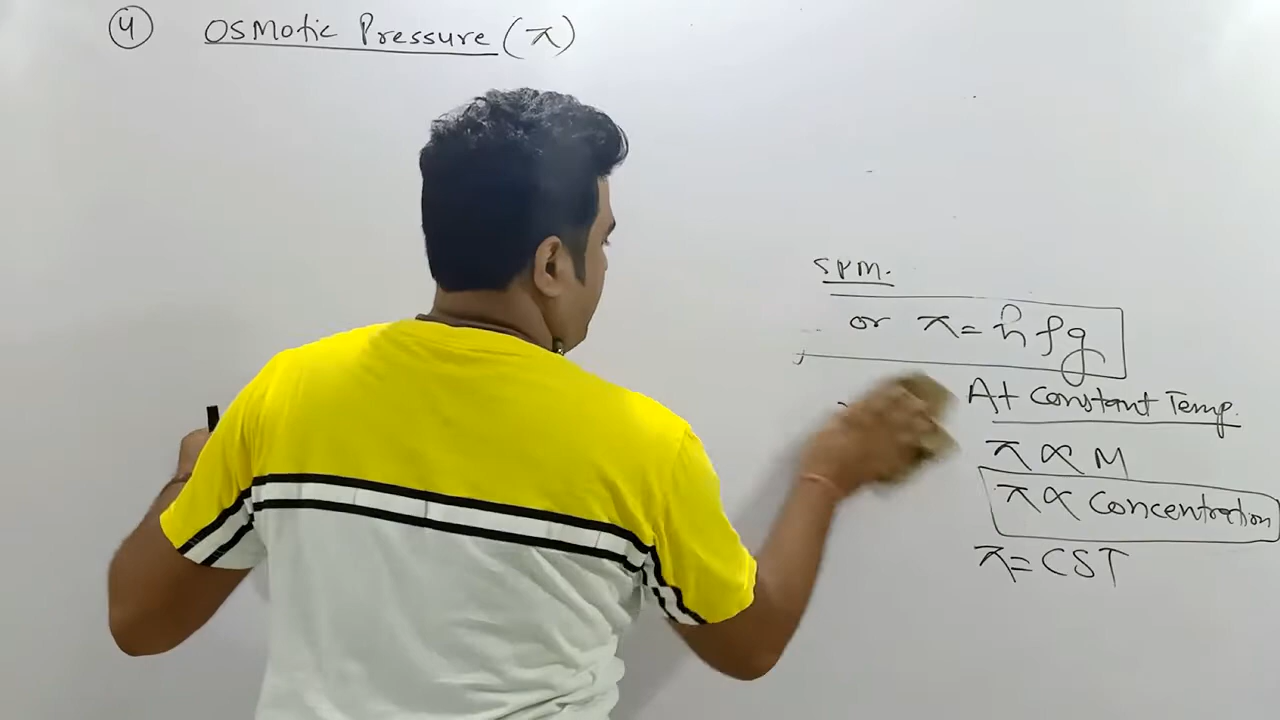 ④ Osmotic Pressure (π)
SPM.
or π = hρg
At Constant Temp.
π ∝ M
π ∝ Concentration
π = CST